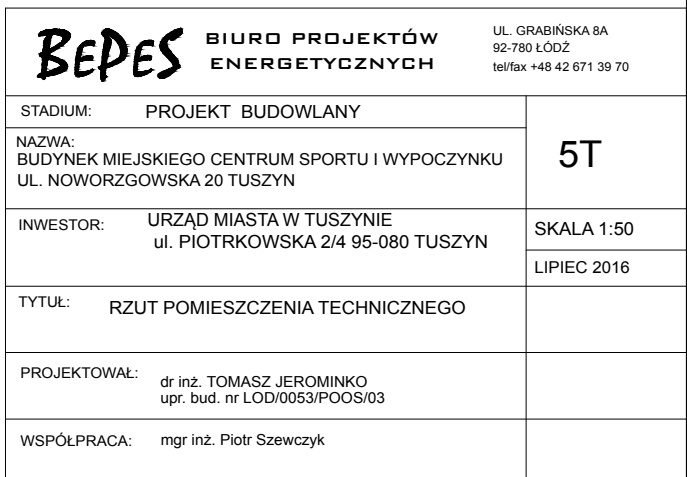 BEPES
BIURO PROJEKTÓW
ENERGETYCZNYCH
UL. GRABIŃSKA 8A
92-780 ŁÓDŹ
tel/fax +48 42 671 39 70
STADIUM: PROJEKT BUDOWLANY
NAZWA:
BUDYNEK MIEJSKIEGO CENTRUM SPORTU I WYPOCZYNKU
UL. NOWORZGOWSKA 20 TUSZYN
5T
INWESTOR: URZĄD MIASTA W TUSZYNIE
ul. PIOTRKOWSKA 2/4 95-080 TUSZYN
SKALA 1:50
LIPIEC 2016
TYTUŁ: RZUT POMIESZCZENIA TECHNICZNEGO
PROJEKTOWAŁ: dr inż. TOMASZ JEROMINKO
upr. bud. nr LOD/0053/POOS/03
WSPÓŁPRACA: mgr inż. Piotr Szewczyk